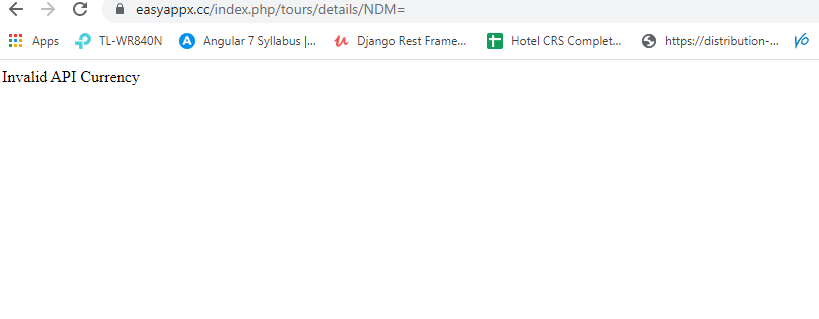 easyappx.cc/index.php/tours/details/NDM=
Apps TL-WR840N Angular 7 Syllabus |... Django Rest Frame... Hotel CRS Complet... https://distribution-...
Invalid API Currency